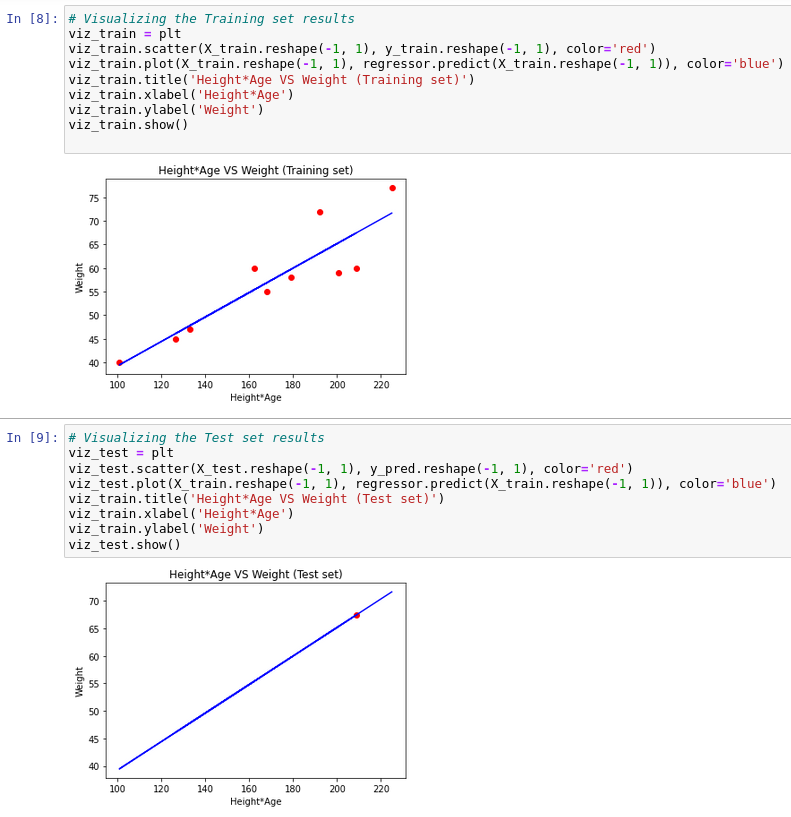 In [8]: # Visualizing the Training set results
viz_train = plt
viz_train.scatter(X_train.reshape(-1, 1), y_train.reshape(-1, 1), color='red')
viz_train.plot(X_train.reshape(-1, 1), regressor.predict(X_train.reshape(-1, 1)), color='blue')
viz_train.title('Height*Age VS Weight (Training set)')
viz_train.xlabel('Height*Age')
viz_train.ylabel('Weight')
viz_train.show()
Height*Age VS Weight (Training set)
75
70
65
60
55
50
45
40
Weight
100 120 140 160 180 200 220
Height*Age
In [9]: # Visualizing the Test set results
viz_test = plt
viz_test.scatter(X_test.reshape(-1, 1), y_pred.reshape(-1, 1), color='red')
viz_test.plot(X_train.reshape(-1, 1), regressor.predict(X_train.reshape(-1, 1)), color='blue')
viz_train.title('Height*Age VS Weight (Test set)')
viz_train.xlabel('Height*Age')
viz_train.ylabel('Weight')
viz_test.show()
Height*Age VS Weight (Test set)
70
65
60
55
50
45
40
Weight
100 120 140 160 180 200 220
Height*Age